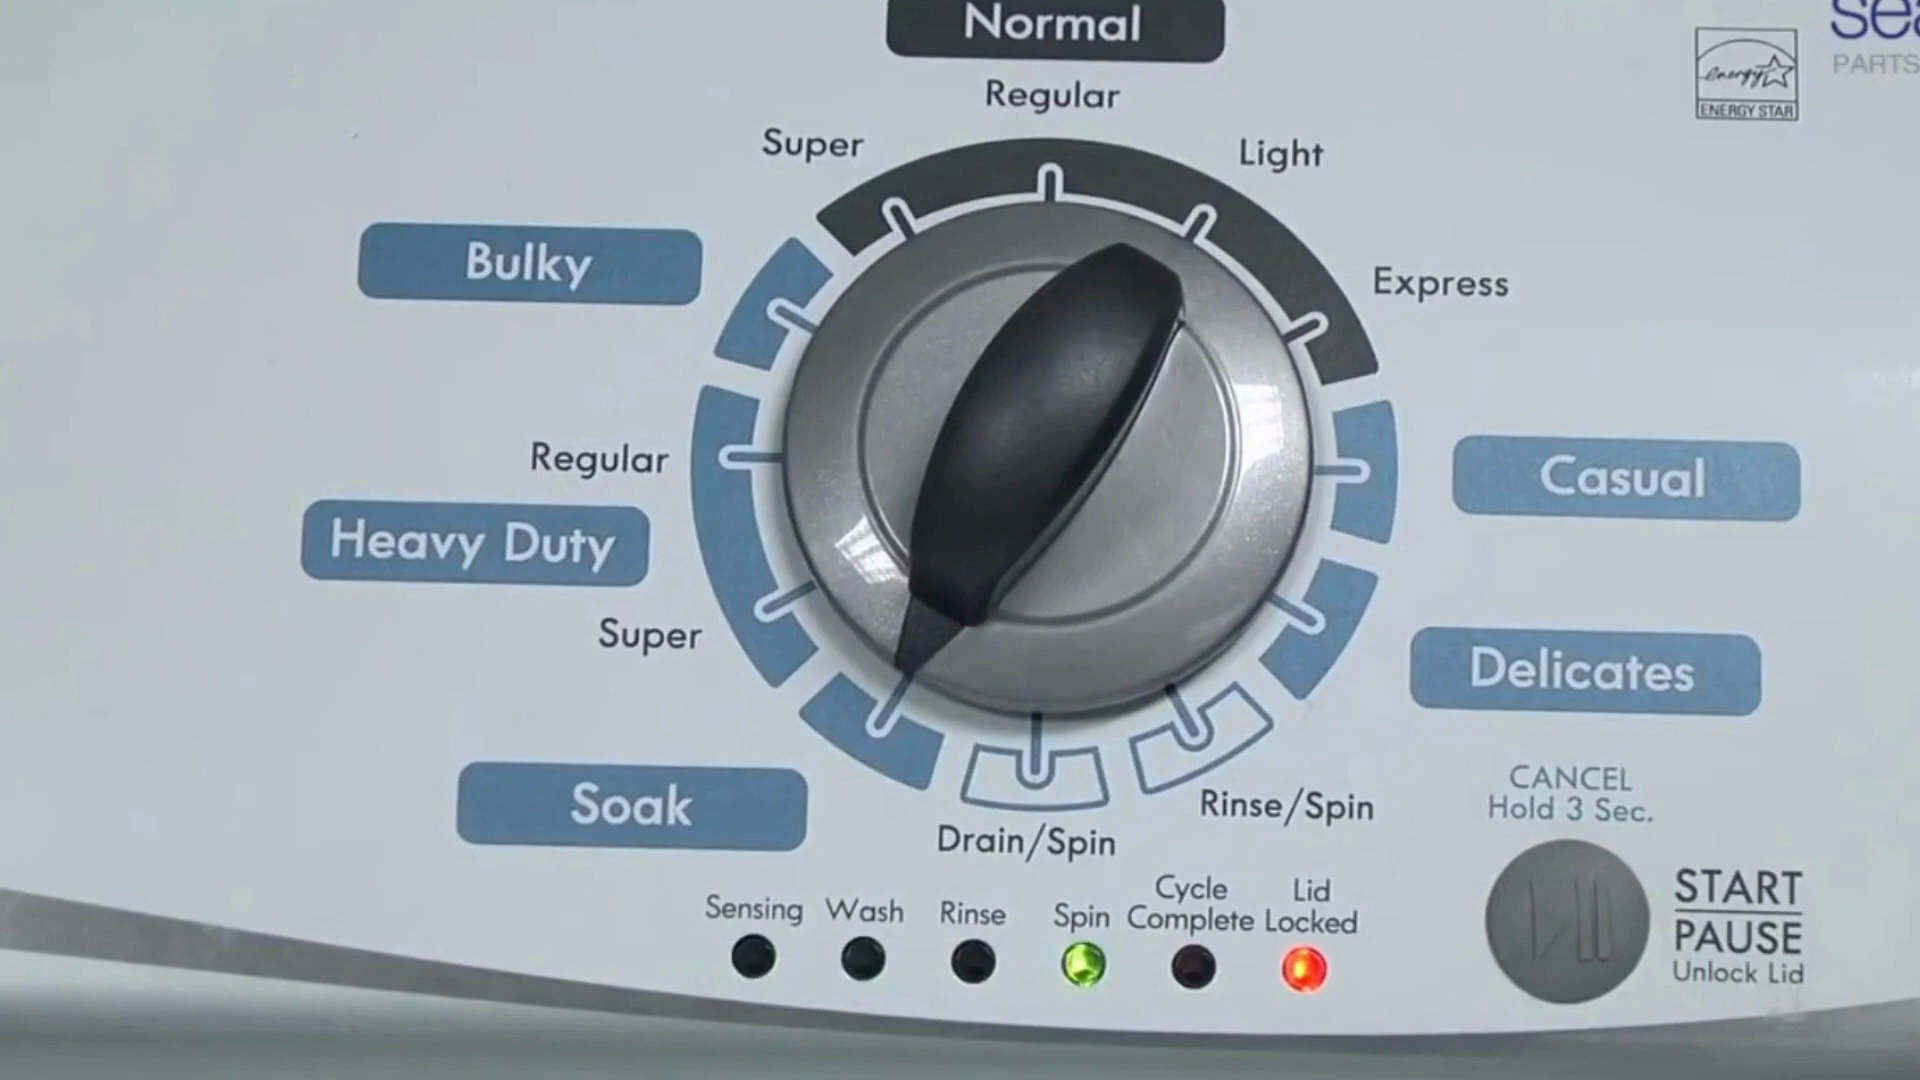 Normal
PARTS
energy
ENERGY STAR
Regular
Super
Light
Bulky
Express
Regular
Casual
Heavy Duty
Super
Delicates
Soak
CANCEL
Hold 3 Sec.
Rinse/Spin
Drain/Spin
Sensing
Wash
Rinse
Spin
Cycle
Complete
Lid
Locked
START
PAUSE
Unlock Lid